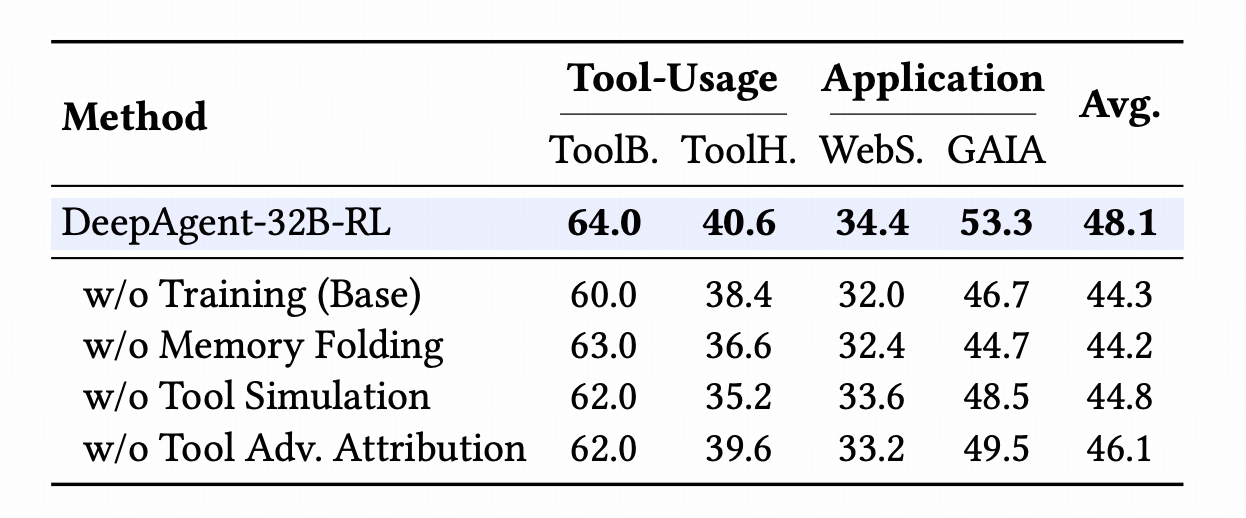 Method Tool-Usage Application Avg.
ToolB. ToolH. WebS. GAIA
DeepAgent-32B-RL 64.0 40.6 34.4 53.3 48.1
w/o Training (Base) 60.0 38.4 32.0 46.7 44.3
w/o Memory Folding 63.0 36.6 32.4 44.7 44.2
w/o Tool Simulation 62.0 35.2 33.6 48.5 44.8
w/o Tool Adv. Attribution 62.0 39.6 33.2 49.5 46.1